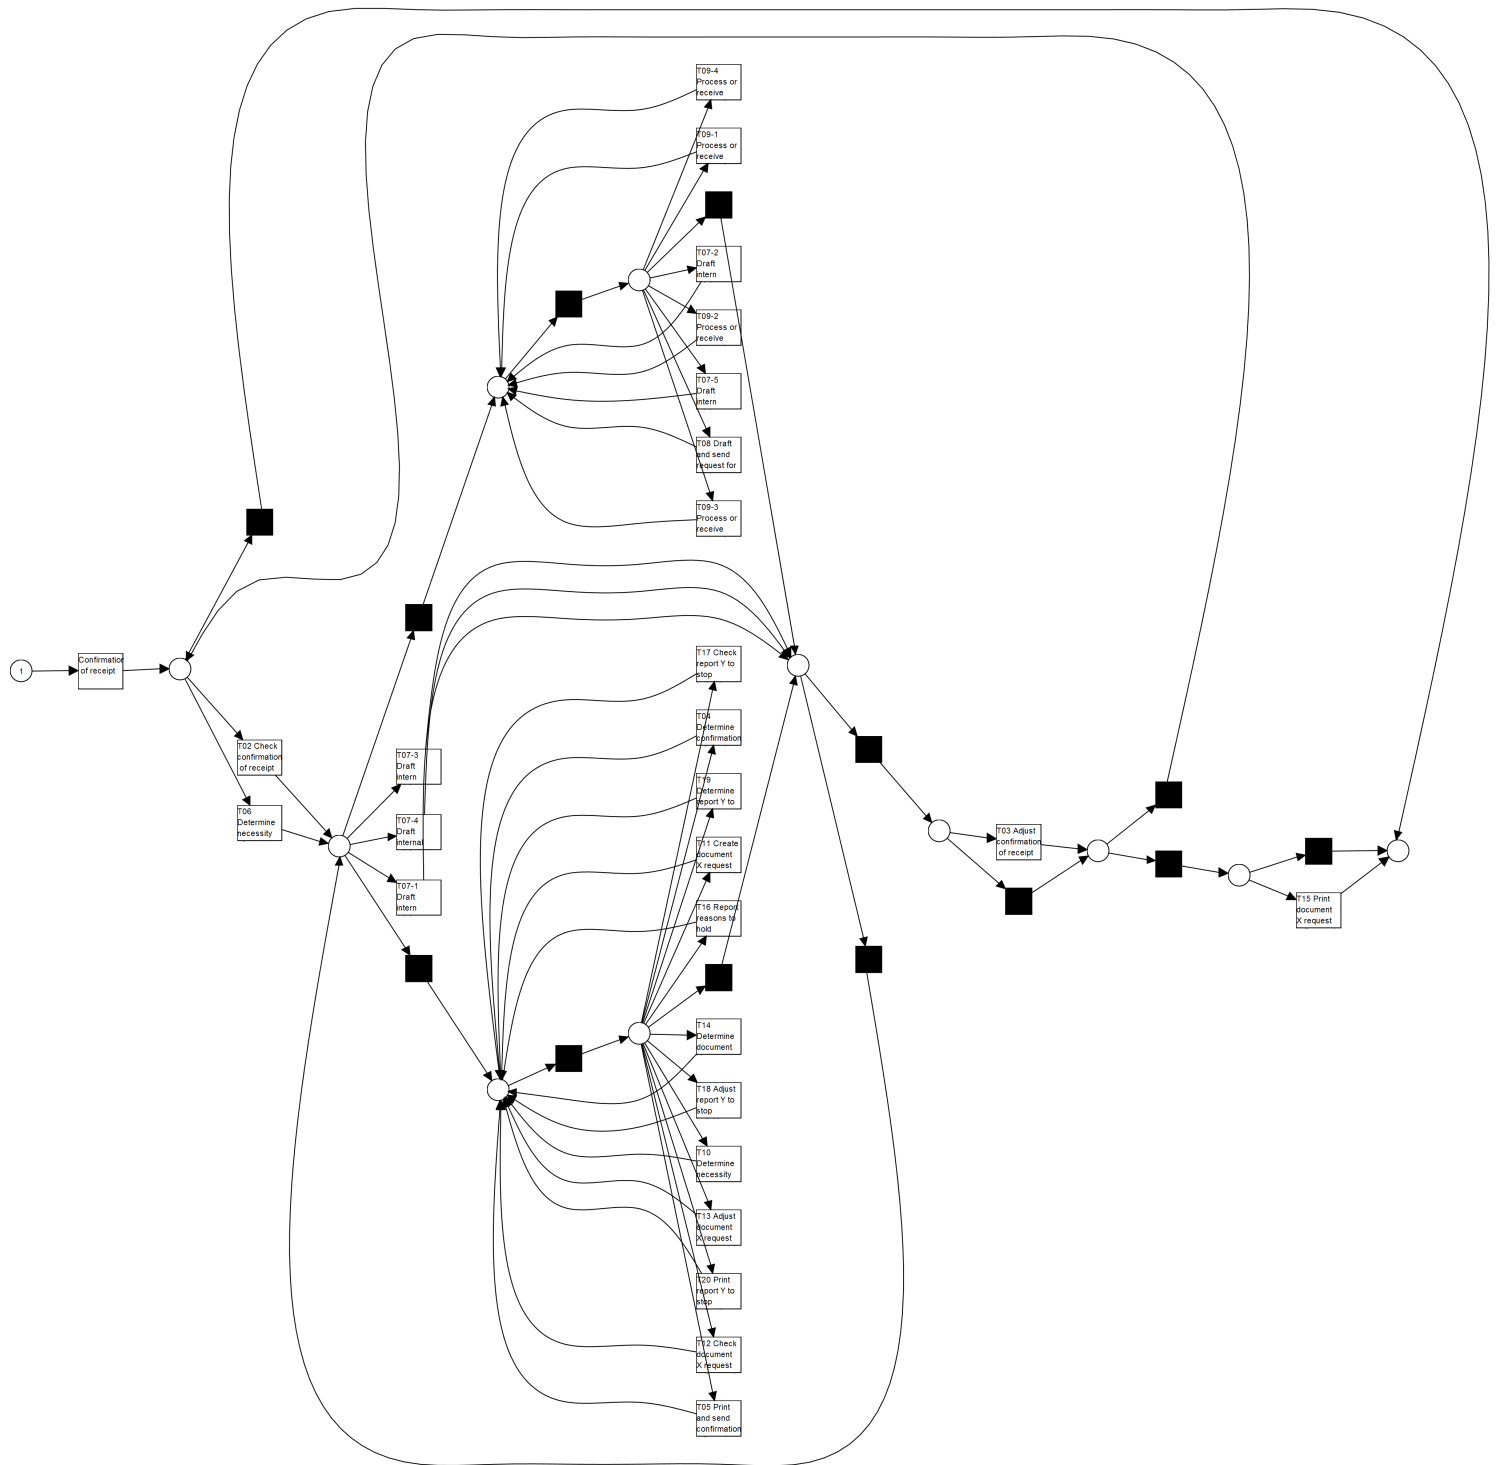 T09-4
Process or
receive
T09-1
Process or
receive
T07-2
Draft
intern
T09-2
Process or
receive
T07-5
Draft
intern
T08 Draft
and send
request for
T09-3
Process or
receive
1
Confirmation
of receipt
T02 Check
confirmation
of receipt
T06
Determine
necessity
T07-3
Draft
intern
T07-4
Draft
internal
T07-1
Draft
intern
T17 Check
report Y to
stop
T04
Determine
confirmation
T19
Determine
report Y to
T11 Create
document
X request
T16 Report
reasons to
hold
T14
Determine
document
T18 Adjust
report Y to
stop
T10
Determine
necessity
T13 Adjust
document
X request
T20 Print
report Y to
stop
T12 Check
document
X request
T05 Print
and send
confirmation
T03 Adjust
confirmation
of receipt
T15 Print
document
X request